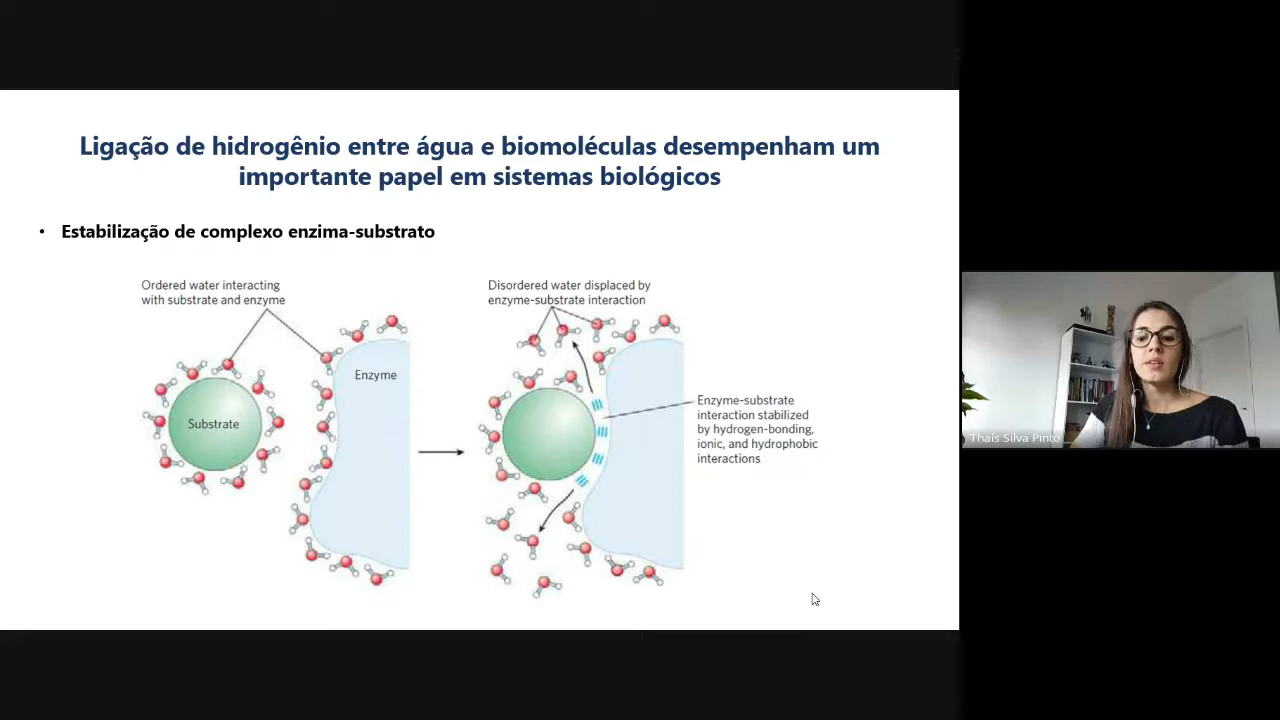 Ligação de hidrogênio entre água e biomoléculas desempenham um
importante papel em sistemas biológicos
• Estabilização de complexo enzima-substrato
Ordered water interacting
with substrate and enzyme
Substrate
Enzyme
Disordered water displaced by
enzyme-substrate interaction
Enzyme-substrate
interaction stabilized
by hydrogen-bonding,
ionic, and hydrophobic
interactions
Thais Silva Pinto